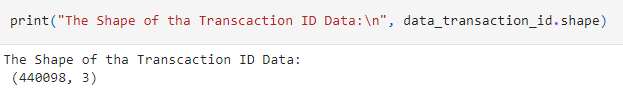 print("The Shape of tha Transcaction ID Data:\n", data_transaction_id.shape)
The Shape of tha Transcaction ID Data:
(440098, 3)